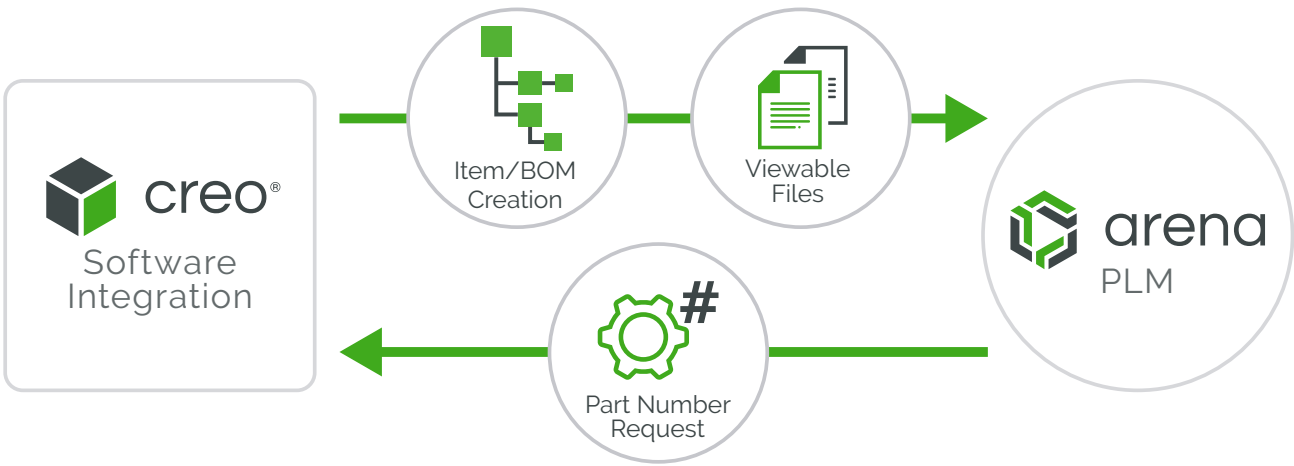 creo®
Software
Integration
Item/BOM
Creation
Viewable
Files
arena
PLM
#
Part Number
Request